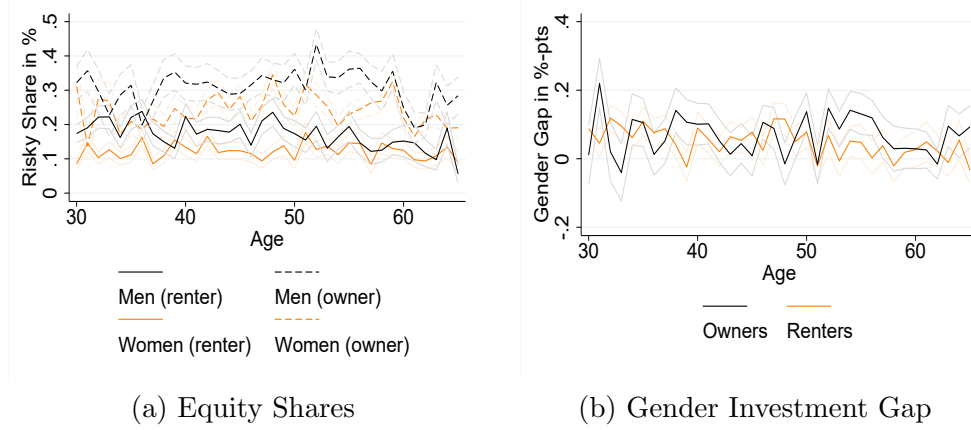 Risky Share in %
.5
.4
.3
.2
.1
0
30 40 50 60
Age
Men (renter) Men (owner)
Women (renter) Women (owner)
(a) Equity Shares
Gender Gap in %-pts
.4
.2
0
-.2
30 40 50 60
Age
Owners Renters
(b) Gender Investment Gap